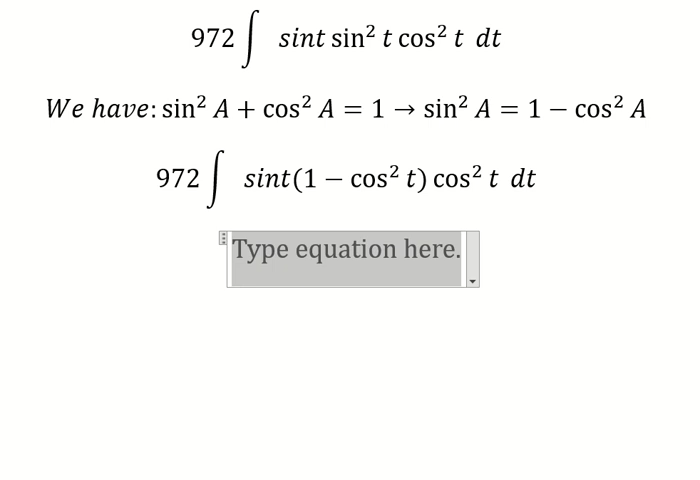 972 ∫ sint sin² t cos² t dt
We have: sin² A + cos² A = 1 → sin² A = 1 − cos² A
972 ∫ sint(1 − cos² t) cos² t dt
Type equation here.